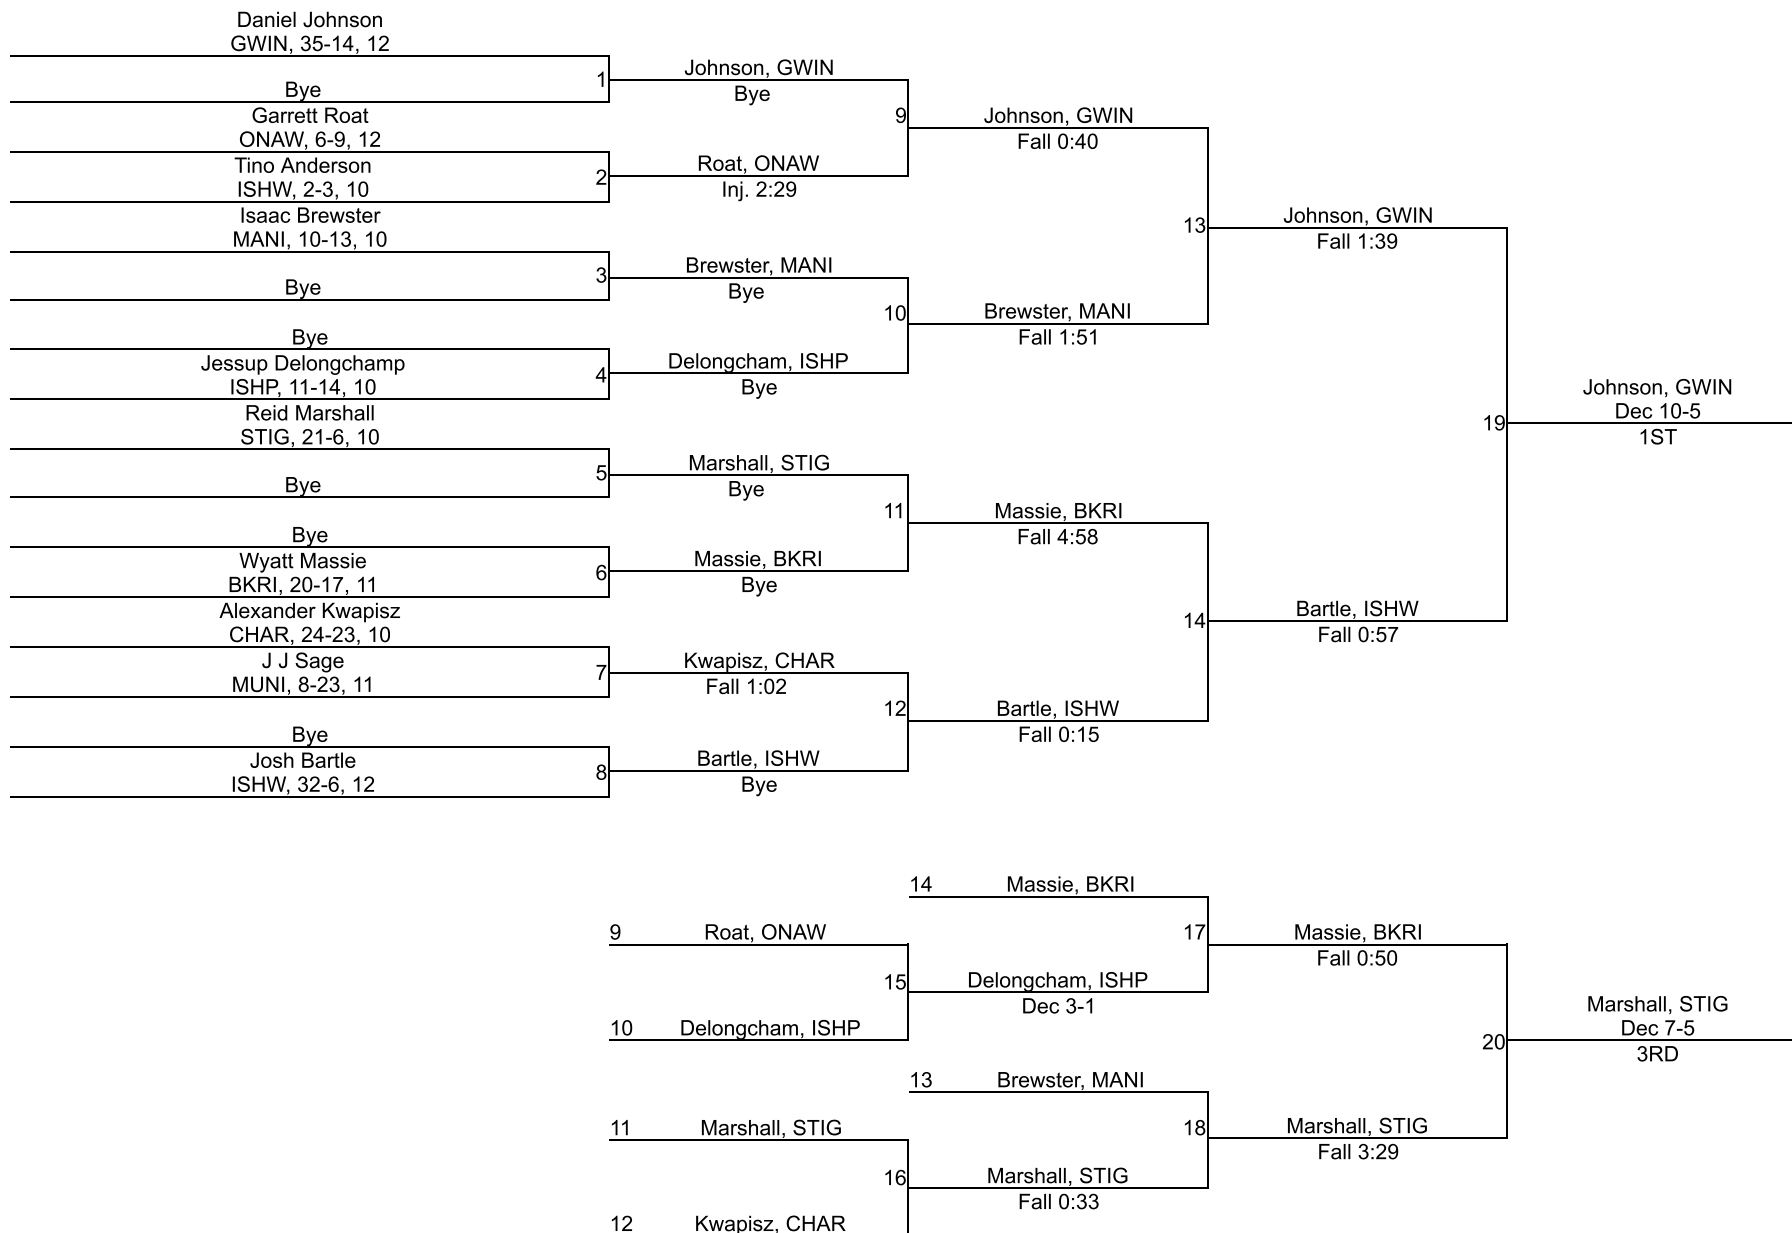 Daniel Johnson
GWIN, 35-14, 12
1
Bye
Garrett Roat
ONAW, 6-9, 12
Tino Anderson
ISHW, 2-3, 10
2
Isaac Brewster
MANI, 10-13, 10
3
Bye
Bye
Jessup Delongchamp
ISHP, 11-14, 10
4
Reid Marshall
STIG, 21-6, 10
5
Bye
Bye
Wyatt Massie
BKRI, 20-17, 11
6
Alexander Kwapisz
CHAR, 24-23, 10
J J Sage
MUNI, 8-23, 11
7
Bye
Josh Bartle
ISHW, 32-6, 12
8
Johnson, GWIN
Bye
9
Roat, ONAW
Inj. 2:29
Brewster, MANI
Bye
10
Delongcham, ISHP
Bye
Marshall, STIG
Bye
11
Massie, BKRI
Bye
Kwapisz, CHAR
Fall 1:02
12
Bartle, ISHW
Bye
Johnson, GWIN
Fall 0:40
13
Brewster, MANI
Fall 1:51
Massie, BKRI
Fall 4:58
14
Bartle, ISHW
Fall 0:15
Johnson, GWIN
Fall 1:39
19
Bartle, ISHW
Fall 0:57
Johnson, GWIN
Dec 10-5
1ST
14 Massie, BKRI
9 Roat, ONAW
17
15
Delongcham, ISHP
Dec 3-1
10 Delongcham, ISHP
13 Brewster, MANI
11 Marshall, STIG
18
16
Marshall, STIG
Fall 0:33
12 Kwapisz, CHAR
Massie, BKRI
Fall 0:50
20
Marshall, STIG
Fall 3:29
Marshall, STIG
Dec 7-5
3RD